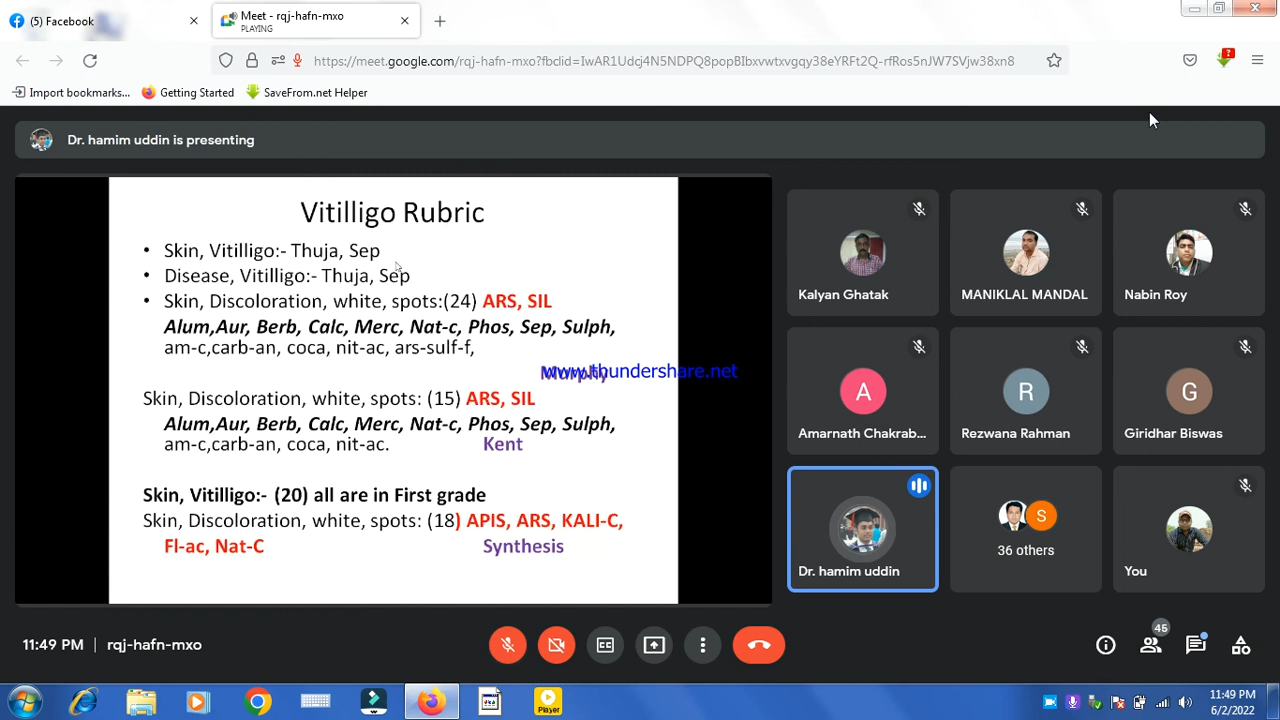 (5) Facebook
Meet - rqj-hafn-mxo
PLAYING
https://meet.google.com/rqj-hafn-mxo?fbclid=IwAR1Udcj4N5NDPQ8popBIbxvwtxvgqy38eYRFt2Q-rfRos5nJW7SVjw38xn8
Import bookmarks...
Getting Started
SaveFrom.net Helper
Dr. hamim uddin is presenting
Vitilligo Rubric
• Skin, Vitilligo:- Thuja, Sep
• Disease, Vitilligo:- Thuja, Sep
• Skin, Discoloration, white, spots:(24) ARS, SIL
Alum,Aur, Berb, Calc, Merc, Nat-c, Phos, Sep, Sulph,
am-c,carb-an, coca, nit-ac, ars-sulf-f,
Murphy
www.thundershare.net
Skin, Discoloration, white, spots: (15) ARS, SIL
Alum,Aur, Berb, Calc, Merc, Nat-c, Phos, Sep, Sulph,
am-c,carb-an, coca, nit-ac. Kent
Skin, Vitilligo:- (20) all are in First grade
Skin, Discoloration, white, spots: (18) APIS, ARS, KALI-C,
Fl-ac, Nat-C Synthesis
Kalyan Ghatak
MANIKLAL MANDAL
Nabin Roy
A
Amarnath Chakrab...
R
Rezwana Rahman
G
Giridhar Biswas
Dr. hamim uddin
S
36 others
You
11:49 PM | rqj-hafn-mxo
45
Player
11:49 PM
6/2/2022